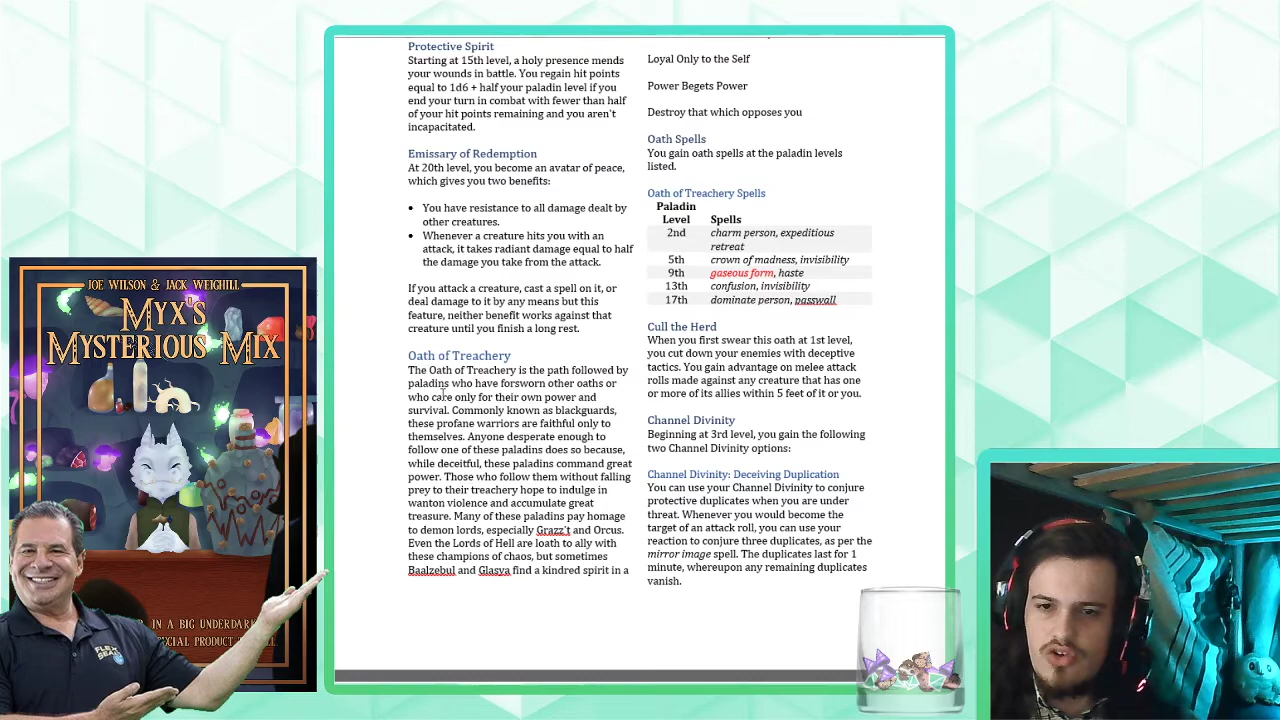 JOE WILSON & JACK WEIGHILL
MYX'S
MYSTERIOUS MIX
IN A BIG UNDERDARK
FLEX
SEAL
Protective Spirit
Starting at 15th level, a holy presence mends
your wounds in battle. You regain hit points
equal to 1d6 + half your paladin level if you
end your turn in combat with fewer than half
of your hit points remaining and you aren't
incapacitated.
Emissary of Redemption
At 20th level, you become an avatar of peace,
which gives you two benefits:
• You have resistance to all damage dealt by
other creatures.
• Whenever a creature hits you with an
attack, it takes radiant damage equal to half
the damage you take from the attack.
If you attack a creature, cast a spell on it, or
deal damage to it by any means but this
feature, neither benefit works against that
creature until you finish a long rest.
Oath of Treachery
The Oath of Treachery is the path followed by
paladins who have forsworn other oaths or
who care only for their own power and
survival. Commonly known as blackguards,
these profane warriors are faithful only to
themselves. Anyone desperate enough to
follow one of these paladins does so because,
while deceitful, these paladins command great
power. Those who follow them without falling
prey to their treachery hope to indulge in
wanton violence and accumulate great
treasure. Many of these paladins pay homage
to demon lords, especially Grazz't and Orcus.
Even the Lords of Hell are loath to ally with
these champions of chaos, but sometimes
Baalzebul and Glasya find a kindred spirit in a
Loyal Only to the Self
Power Begets Power
Destroy that which opposes you
Oath Spells
You gain oath spells at the paladin levels
listed.
Oath of Treachery Spells
Paladin
Level Spells
2nd charm person, expeditious
retreat
5th crown of madness, invisibility
9th gaseous form, haste
13th confusion, invisibility
17th dominate person, passwall
Cull the Herd
When you first swear this oath at 1st level,
you cut down your enemies with deceptive
tactics. You gain advantage on melee attack
rolls made against any creature that has one
or more of its allies within 5 feet of it or you.
Channel Divinity
Beginning at 3rd level, you gain the following
two Channel Divinity options:
Channel Divinity: Deceiving Duplication
You can use your Channel Divinity to conjure
protective duplicates when you are under
threat. Whenever you would become the
target of an attack roll, you can use your
reaction to conjure three duplicates, as per the
mirror image spell. The duplicates last for 1
minute, whereupon any remaining duplicates
vanish.